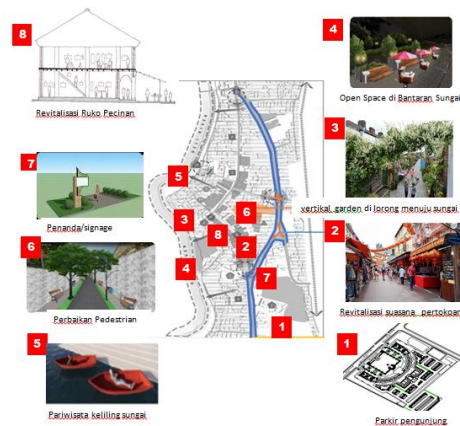 8
Revitalisasi Ruko Pecinan
7
Penanda/signage
6
Perbaikan Pedestrian
5
Pariwisata keliling sungai
5
3
8
4
6
2
7
1
4
Open Space di Bantaran Sungai
3
vertikal garden di lorong menuju sungai
2
Revitalisasi suasana pertokoan
1
Parkir pengunjung